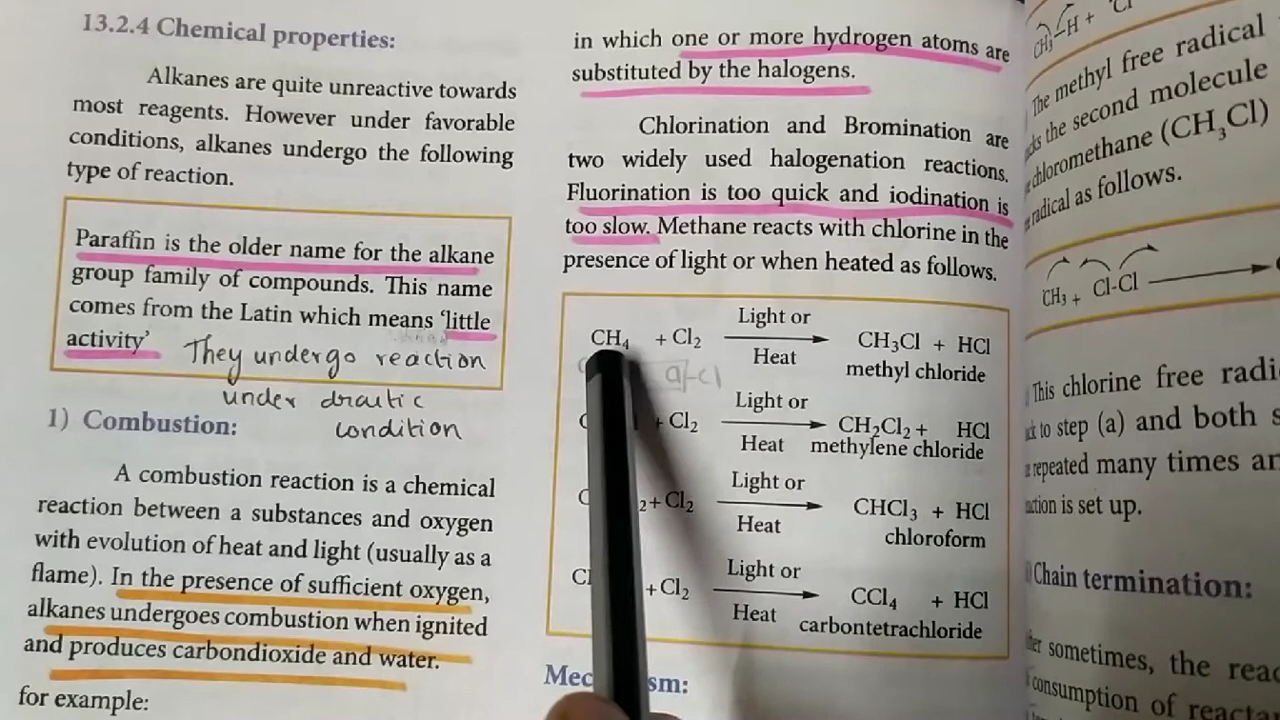 13.2.4 Chemical properties:
Alkanes are quite unreactive towards
most reagents. However under favorable
conditions, alkanes undergo the following
type of reaction.
Paraffin is the older name for the alkane
group family of compounds. This name
comes from the Latin which means ‘little
activity’ They undergo reaction
under drautic
condition
1) Combustion:
A combustion reaction is a chemical
reaction between a substances and oxygen
with evolution of heat and light (usually as a
flame). In the presence of sufficient oxygen,
alkanes undergoes combustion when ignited
and produces carbondioxide and water.
for example:
in which one or more hydrogen atoms are
substituted by the halogens.
Chlorination and Bromination are
two widely used halogenation reactions.
Fluorination is too quick and iodination is
too slow. Methane reacts with chlorine in the
presence of light or when heated as follows.
Light or
CH₄ + Cl₂ → CH₃Cl + HCl
Heat methyl chloride
Light or
+ Cl₂ → CH₂Cl₂ + HCl
Heat methylene chloride
Light or
₂ + Cl₂ → CHCl₃ + HCl
Heat chloroform
Light or
+ Cl₂ → CCl₄ + HCl
Heat carbontetrachloride
CH₃–H +
The methyl free radical
the second molecule
chloromethane (CH₃Cl)
radical as follows.
CH₃ + Cl-Cl →
This chlorine free
to step (a) and both
repeated many times
is set up.
Chain termination:
sometimes, the
consumption of